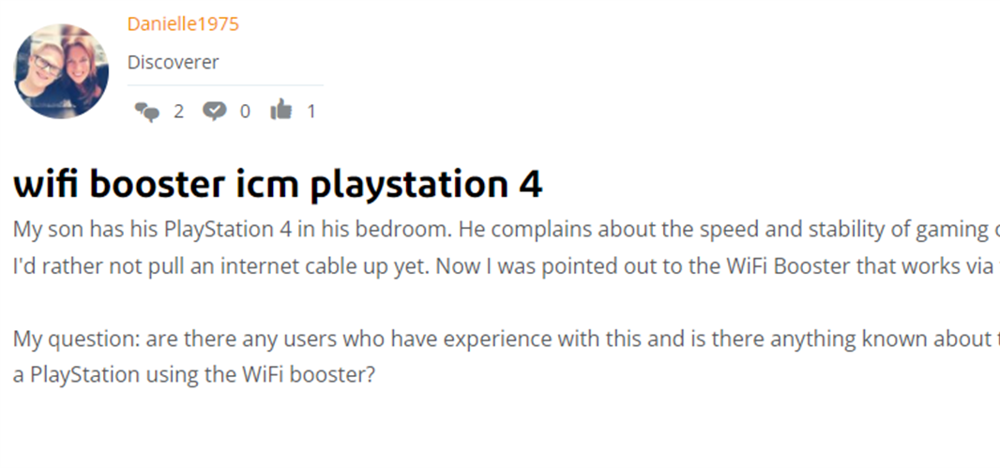 Danielle1975
Discoverer
2 0 1
wifi booster icm playstation 4
My son has his PlayStation 4 in his bedroom. He complains about the speed and stability of gaming
I'd rather not pull an internet cable up yet. Now I was pointed out to the WiFi Booster that works via
My question: are there any users who have experience with this and is there anything known about
a PlayStation using the WiFi booster?